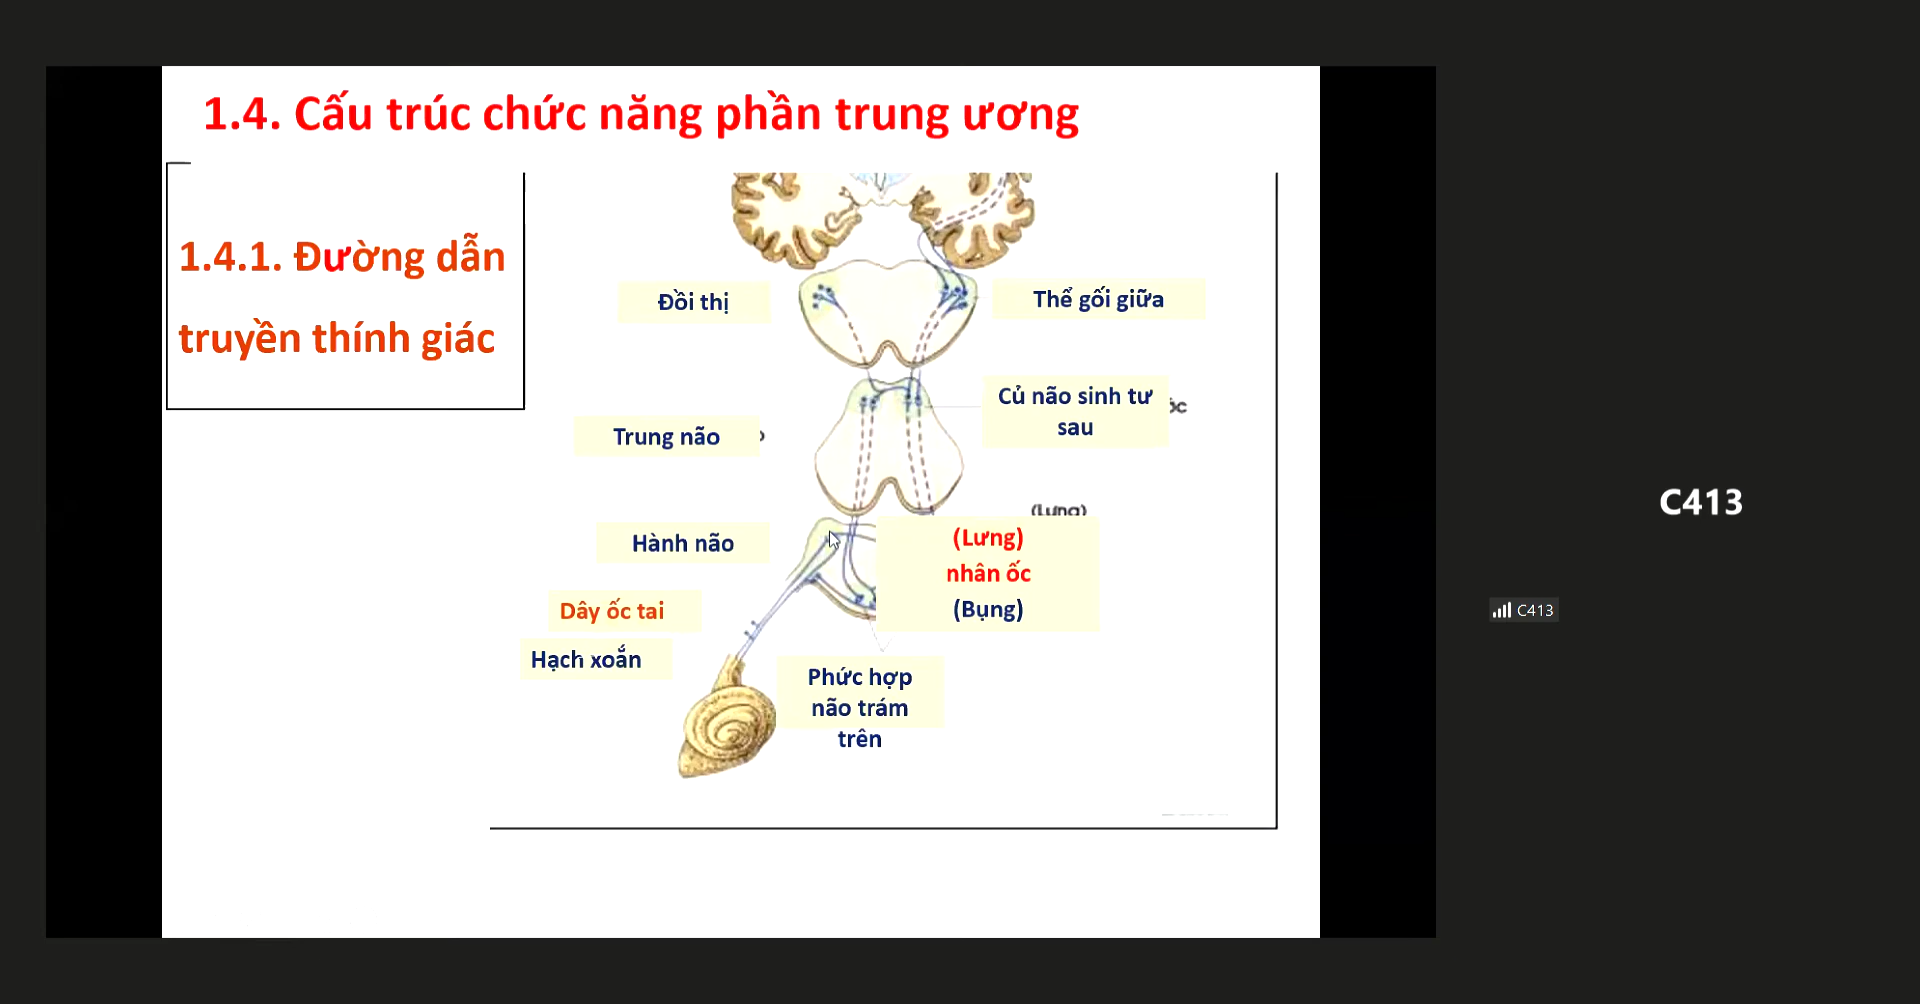 1.4. Cấu trúc chức năng phần trung ương
1.4.1. Đường dẫn
truyền thính giác
Đồi thị
Thể gối giữa
Củ não sinh tư
sau
ốc
Trung não
(Lưng)
Hành não
(Lưng)
nhân ốc
(Bụng)
Dây ốc tai
Hạch xoắn
Phức hợp
não trám
trên
C413
C413